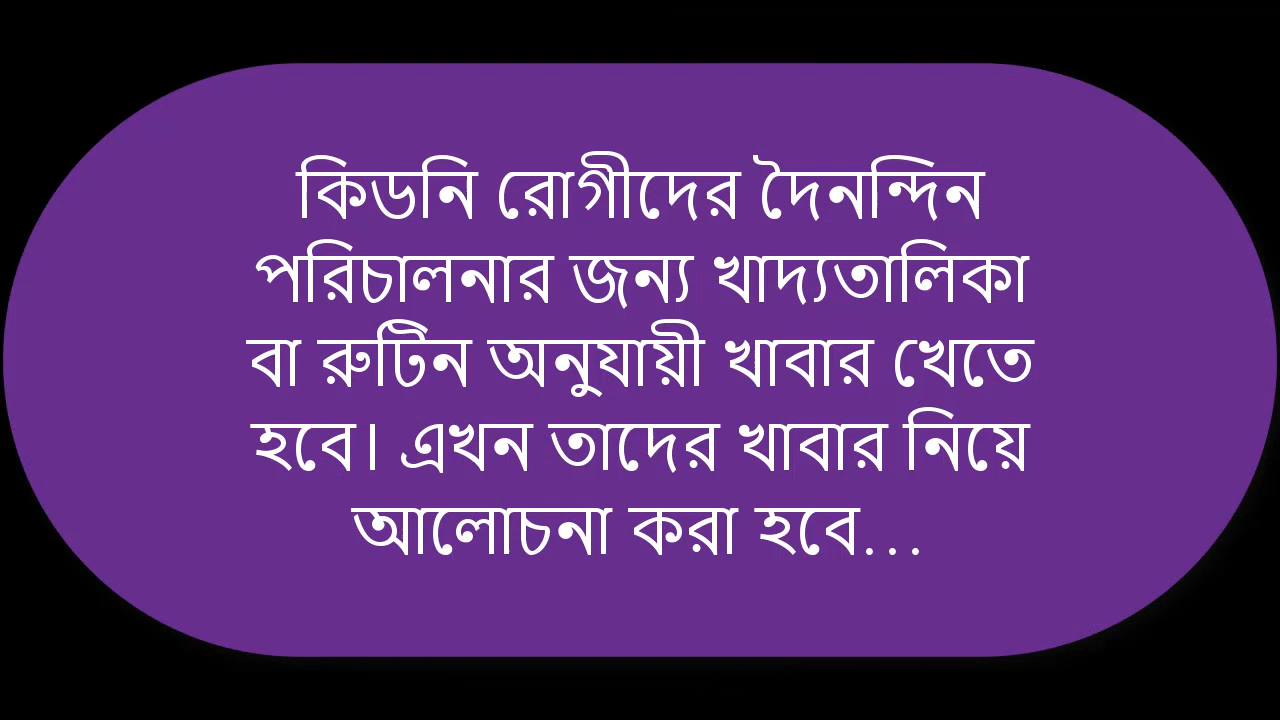 কিডনি রোগীদের দৈনন্দিন
পরিচালনার জন্য খাদ্যতালিকা
বা রুটিন অনুযায়ী খাবার খেতে
হবে। এখন তাদের খাবার নিয়ে
আলোচনা করা হবে...